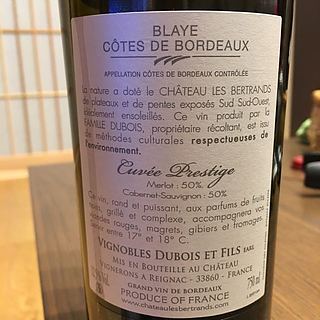 BLAYE
CÔTES DE BORDEAUX
APPELLATION CÔTES DE BORDEAUX CONTRÔLÉE
La nature a doté le CHÂTEAU LES BERTRANDS
de plateaux et de pentes exposés Sud Sud-Ouest,
idéalement ensoleillés. Ce vin produit par la
FAMILLE DUBOIS, propriétaire récoltant, est issu
de méthodes culturales respectueuses de
l'environnement.
Cuvée Prestige
Merlot : 50%
Cabernet-Sauvignon : 50%
Ce vin, rond et puissant, aux parfums de fruits
noirs, grillé et complexe, accompagnera vos
viandes rouges, magrets, gibiers et fromages,
servir entre 17° et 18° C.
VIGNOBLES DUBOIS ET FILS EARL
MIS EN BOUTEILLE AU CHÂTEAU
VIGNERONS A REIGNAC - 33860 - FRANCE
GRAND VIN DE BORDEAUX
PRODUCE OF FRANCE
www.chateaulesbertrands.com
750 ml